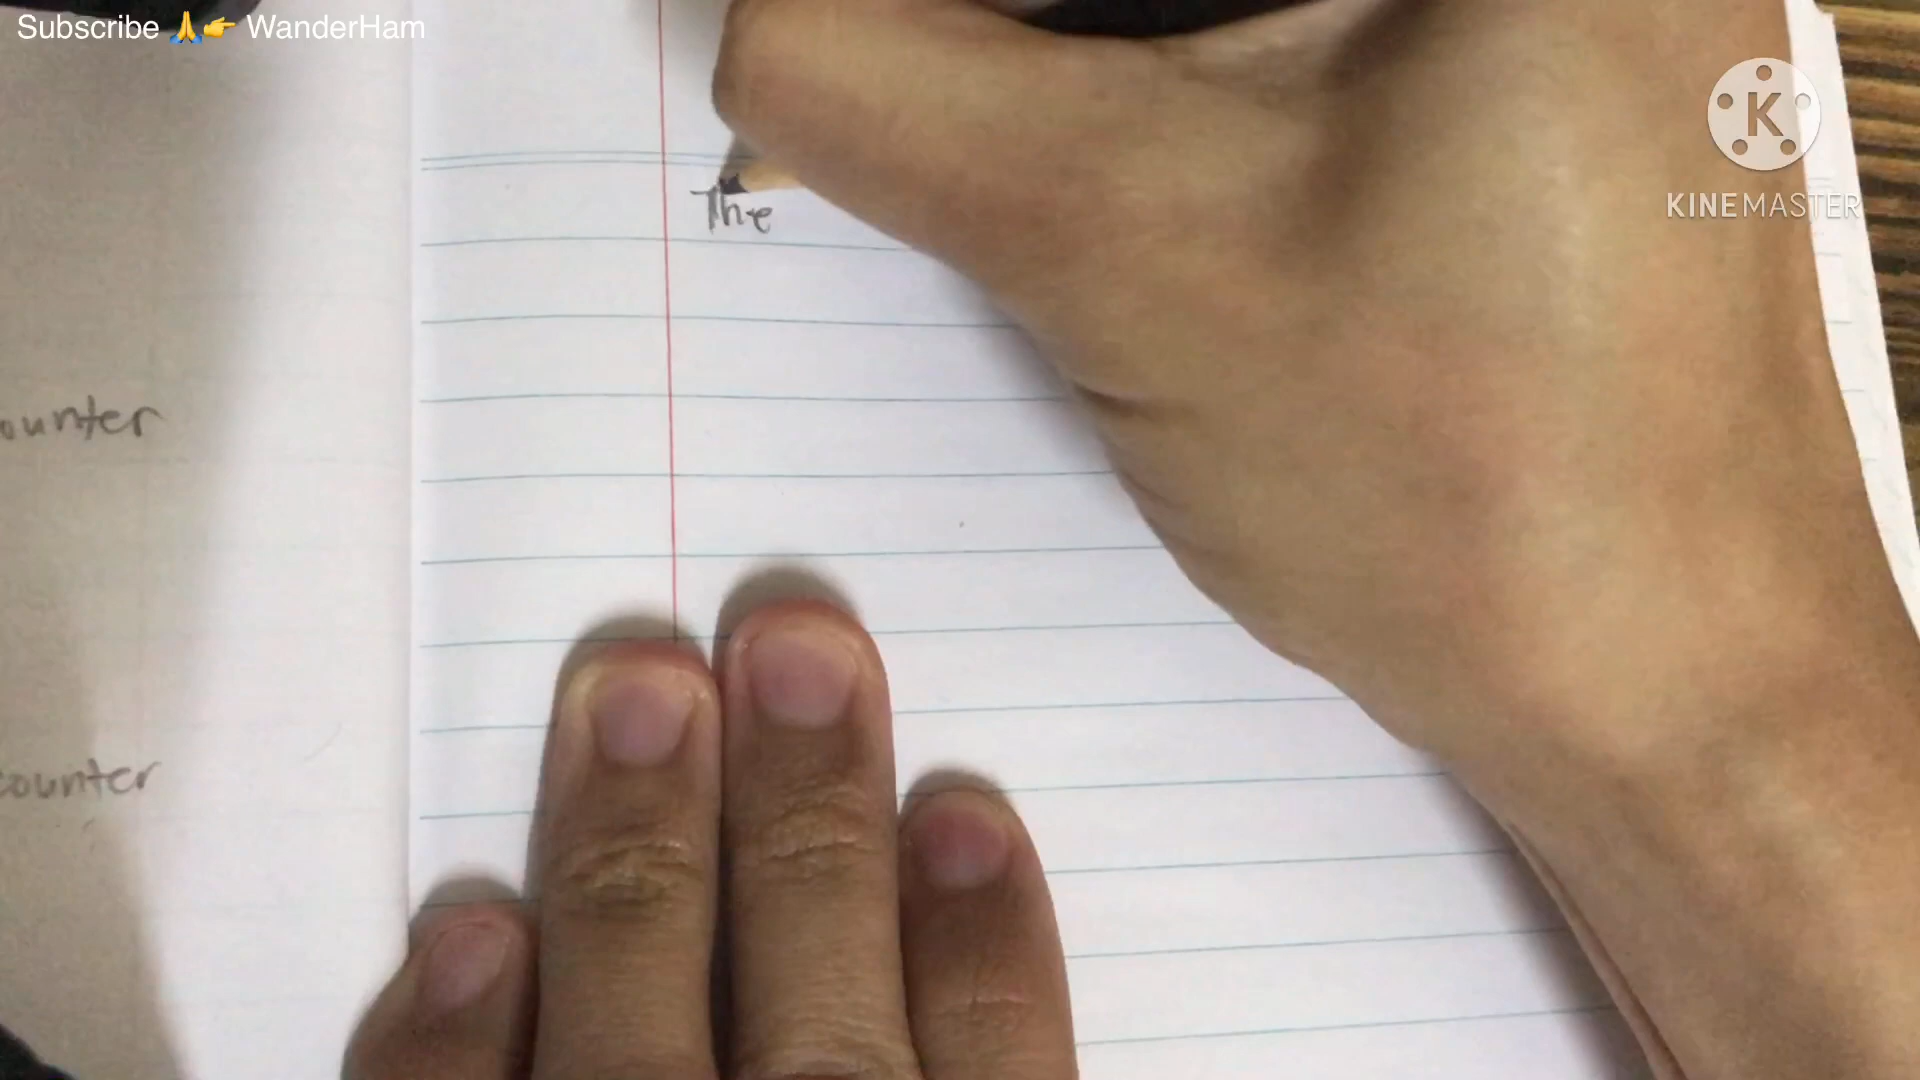 Subscribe 🙏👉 WanderHam
K
KINEMASTER
The
ounter
counter